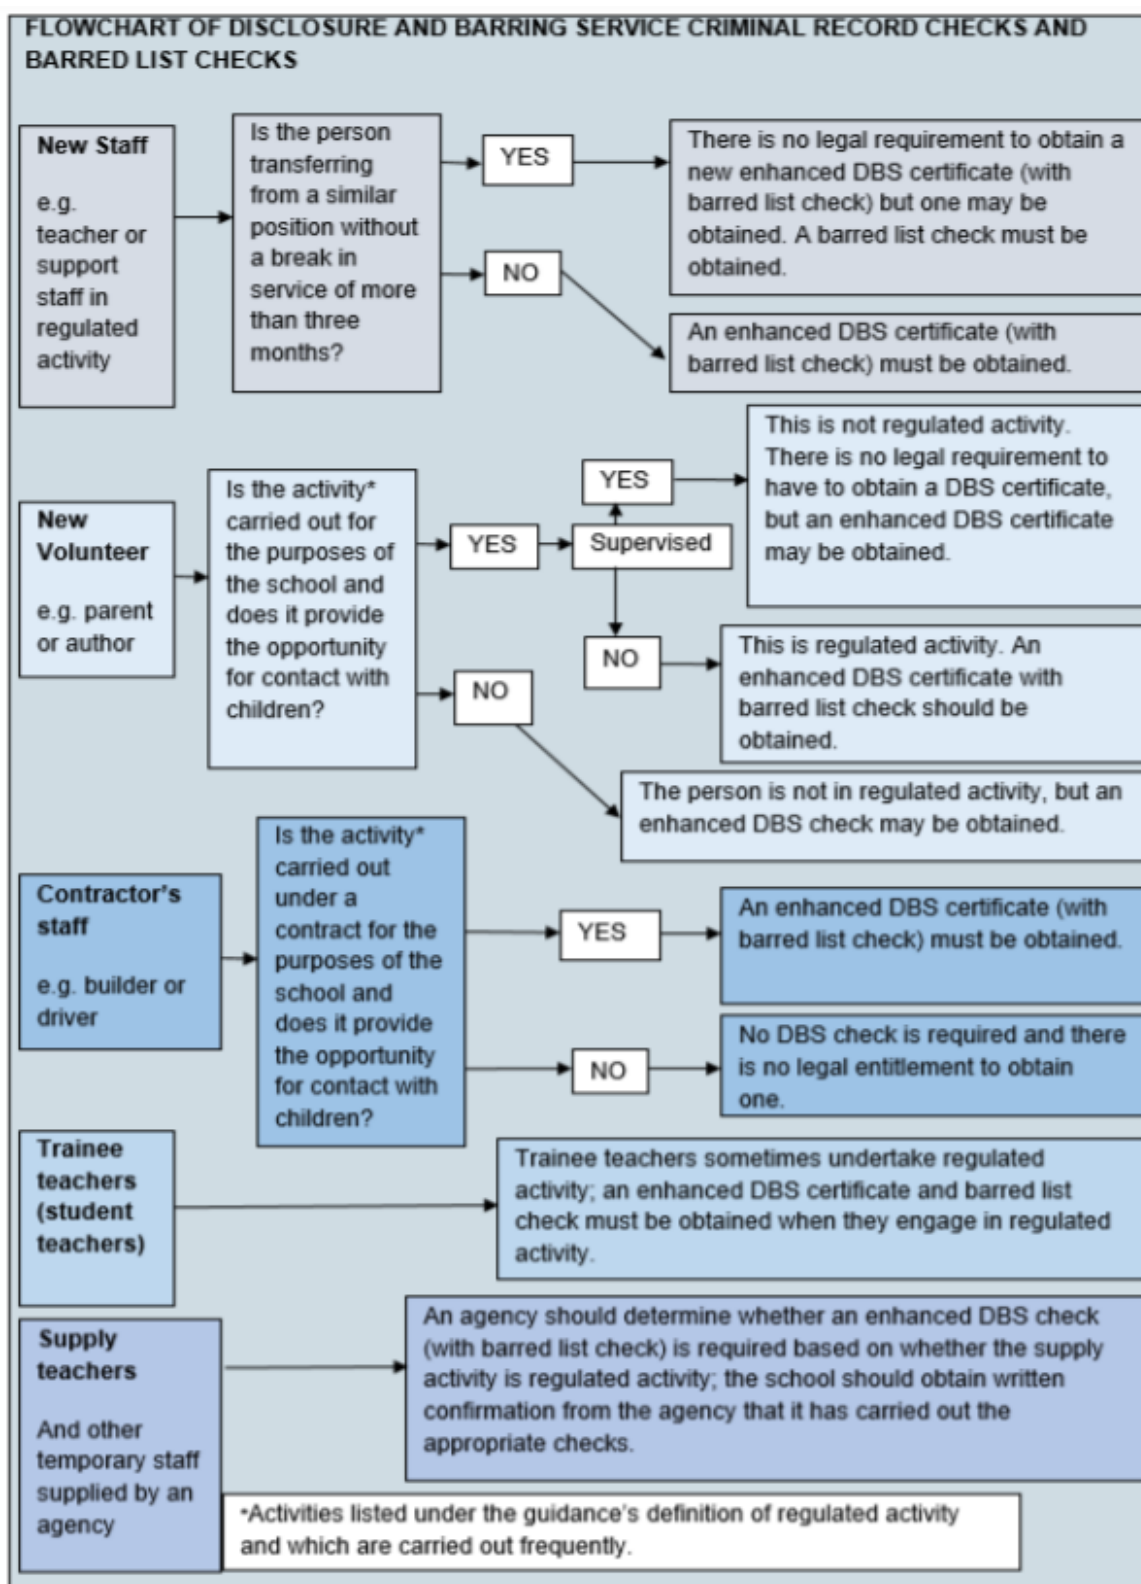 FLOWCHART OF DISCLOSURE AND BARRING SERVICE CRIMINAL RECORD CHECKS AND
BARRED LIST CHECKS
New Staff
e.g.
teacher or
support
staff in
regulated
activity
Is the person
transferring
from a similar
position without
a break in
service of more
than three
months?
YES
There is no legal requirement to obtain a
new enhanced DBS certificate (with
barred list check) but one may be
obtained. A barred list check must be
obtained.
NO
An enhanced DBS certificate (with
barred list check) must be obtained.
New
Volunteer
e.g. parent
or author
Is the activity*
carried out for
the purposes of
the school and
does it provide
the opportunity
for contact with
children?
YES
Supervised
YES
This is not regulated activity.
There is no legal requirement to
have to obtain a DBS certificate,
but an enhanced DBS certificate
may be obtained.
NO
This is regulated activity. An
enhanced DBS certificate with
barred list check should be
obtained.
NO
The person is not in regulated activity, but an
enhanced DBS check may be obtained.
Contractor's
staff
e.g. builder or
driver
Is the activity*
carried out
under a
contract for the
purposes of the
school and
does it provide
the opportunity
for contact with
children?
YES
An enhanced DBS certificate (with
barred list check) must be obtained.
NO
No DBS check is required and there
is no legal entitlement to obtain
one.
Trainee
teachers
(student
teachers)
Trainee teachers sometimes undertake regulated
activity; an enhanced DBS certificate and barred list
check must be obtained when they engage in regulated
activity.
Supply
teachers
And other
temporary staff
supplied by an
agency
An agency should determine whether an enhanced DBS check
(with barred list check) is required based on whether the supply
activity is regulated activity; the school should obtain written
confirmation from the agency that it has carried out the
appropriate checks.
*Activities listed under the guidance's definition of regulated activity
and which are carried out frequently.